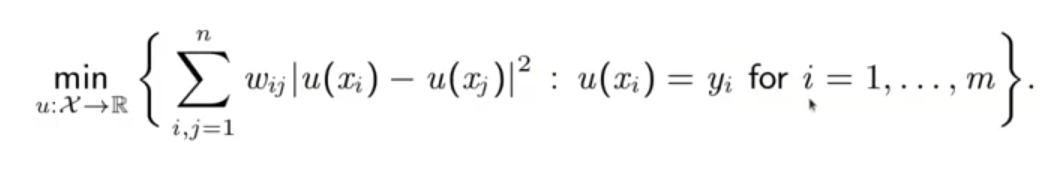 min_{u:𝒳→ℝ} { ∑_{i,j=1}^{n} w_{ij}|u(x_i) − u(x_j)|² : u(x_i) = y_i for i = 1, . . . , m }.